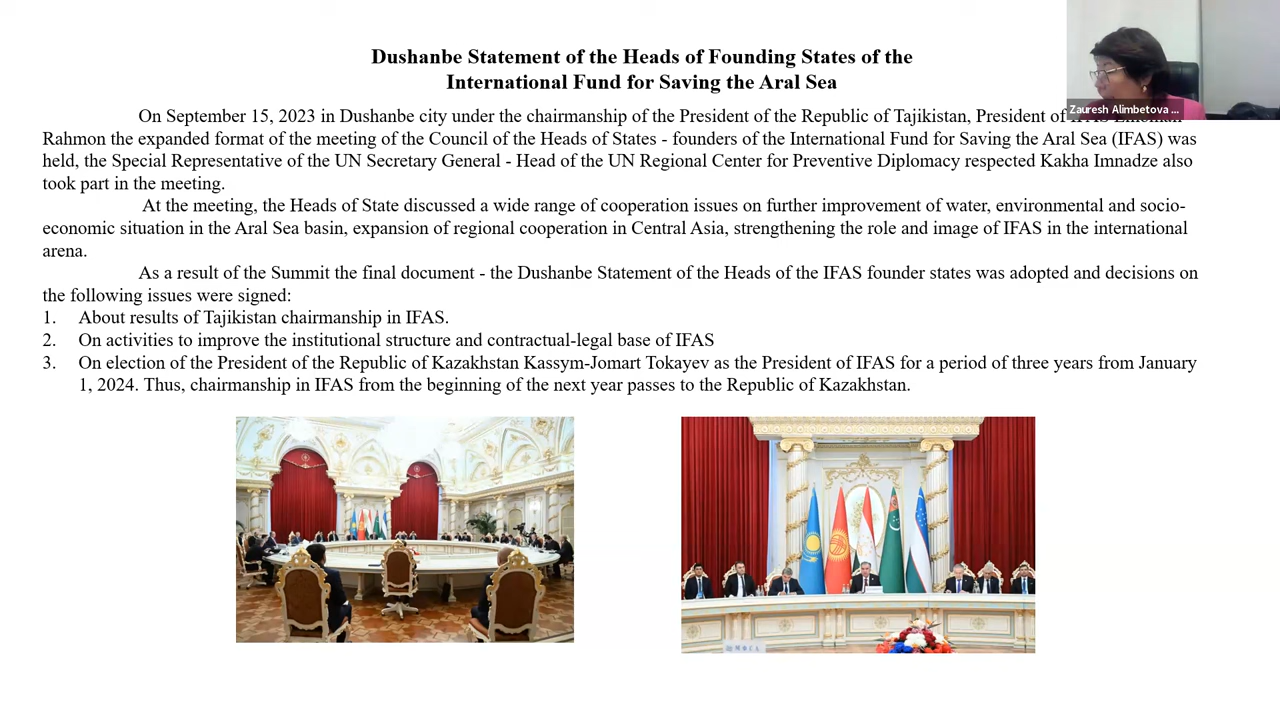 Dushanbe Statement of the Heads of Founding States of the
International Fund for Saving the Aral Sea
Zauresh Alimbetova ...
On September 15, 2023 in Dushanbe city under the chairmanship of the President of the Republic of Tajikistan, President of
Rahmon the expanded format of the meeting of the Council of the Heads of States - founders of the International Fund for Saving the Aral Sea (IFAS) was
held, the Special Representative of the UN Secretary General - Head of the UN Regional Center for Preventive Diplomacy respected Kakha Imnadze also
took part in the meeting.
At the meeting, the Heads of State discussed a wide range of cooperation issues on further improvement of water, environmental and socio-
economic situation in the Aral Sea basin, expansion of regional cooperation in Central Asia, strengthening the role and image of IFAS in the international
arena.
As a result of the Summit the final document - the Dushanbe Statement of the Heads of the IFAS founder states was adopted and decisions on
the following issues were signed:
1. About results of Tajikistan chairmanship in IFAS.
2. On activities to improve the institutional structure and contractual-legal base of IFAS
3. On election of the President of the Republic of Kazakhstan Kassym-Jomart Tokayev as the President of IFAS for a period of three years from January
1, 2024. Thus, chairmanship in IFAS from the beginning of the next year passes to the Republic of Kazakhstan.